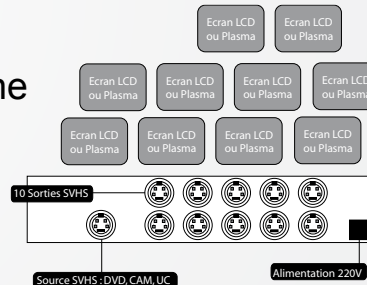 Ecran LCD
ou Plasma
Ecran LCD
ou Plasma
ne
Ecran LCD
ou Plasma
Ecran LCD
ou Plasma
Ecran LCD
ou Plasma
Ecran LCD
ou Plasma
Ecran LCD
ou Plasma
Ecran LCD
ou Plasma
Ecran LCD
ou Plasma
Ecran LCD
ou Plasma
10 Sorties SVHS
Alimentation 220V
Source SVHS : DVD, CAM, UC